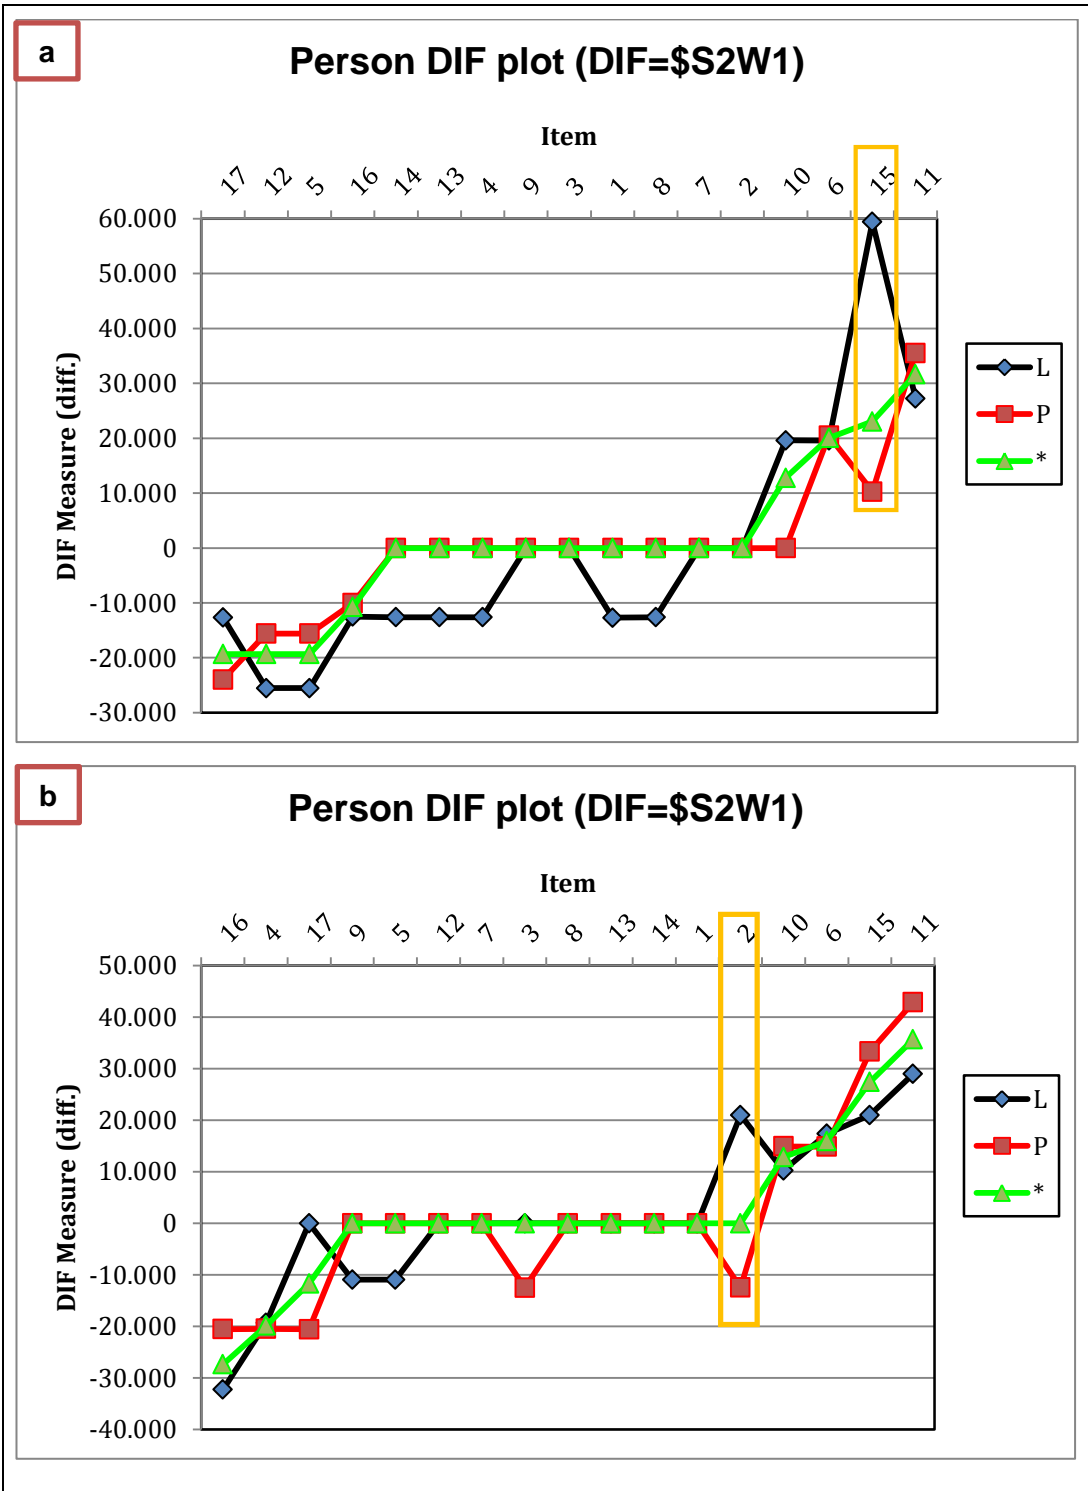 a
Person DIF plot (DIF=$S2W1)
Item
17 12 5 16 14 13 4 9 3 1 8 7 2 10 6 15 11
60.000
50.000
40.000
30.000
20.000
10.000
0
-10.000
-20.000
-30.000
DIF Measure (diff.)
L
P
*
b
Person DIF plot (DIF=$S2W1)
Item
16 4 17 9 5 12 7 3 8 13 14 1 2 10 6 15 11
50.000
40.000
30.000
20.000
10.000
0
-10.000
-20.000
-30.000
-40.000
DIF Measure (diff.)
L
P
*